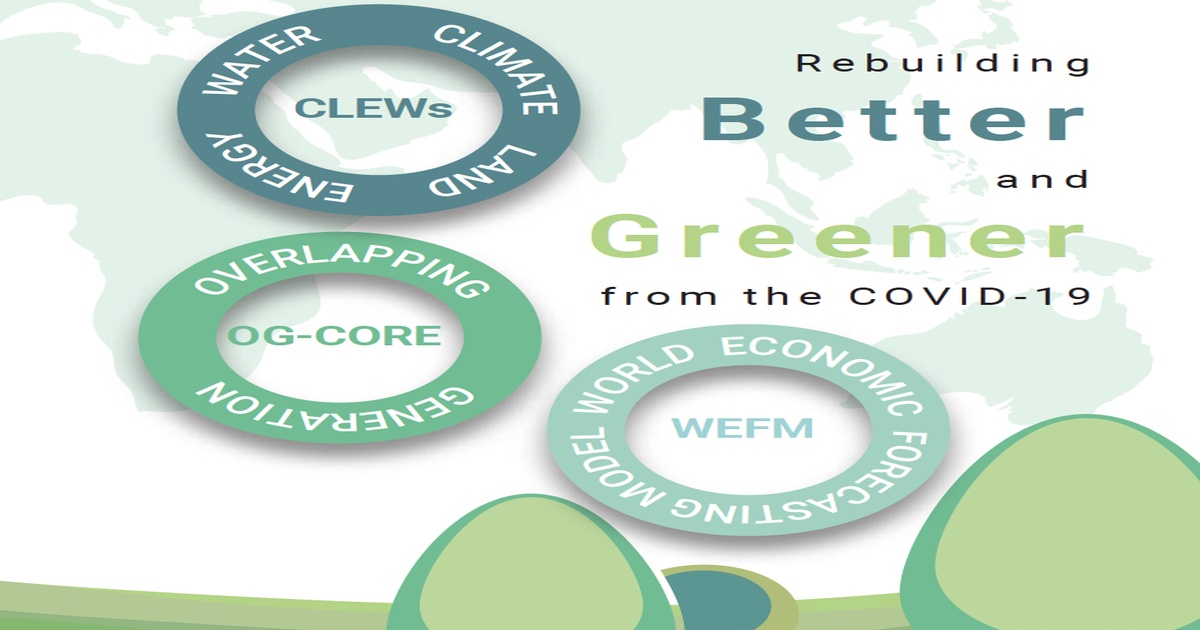 WATER CLIMATE
CLEWs
ENERGY LAND
Rebuilding
Better
and
Greener
from the COVID-19
OVERLAPPING
OG-CORE
GENERATION
WORLD ECONOMIC
WEFM
FORECASTING MODEL